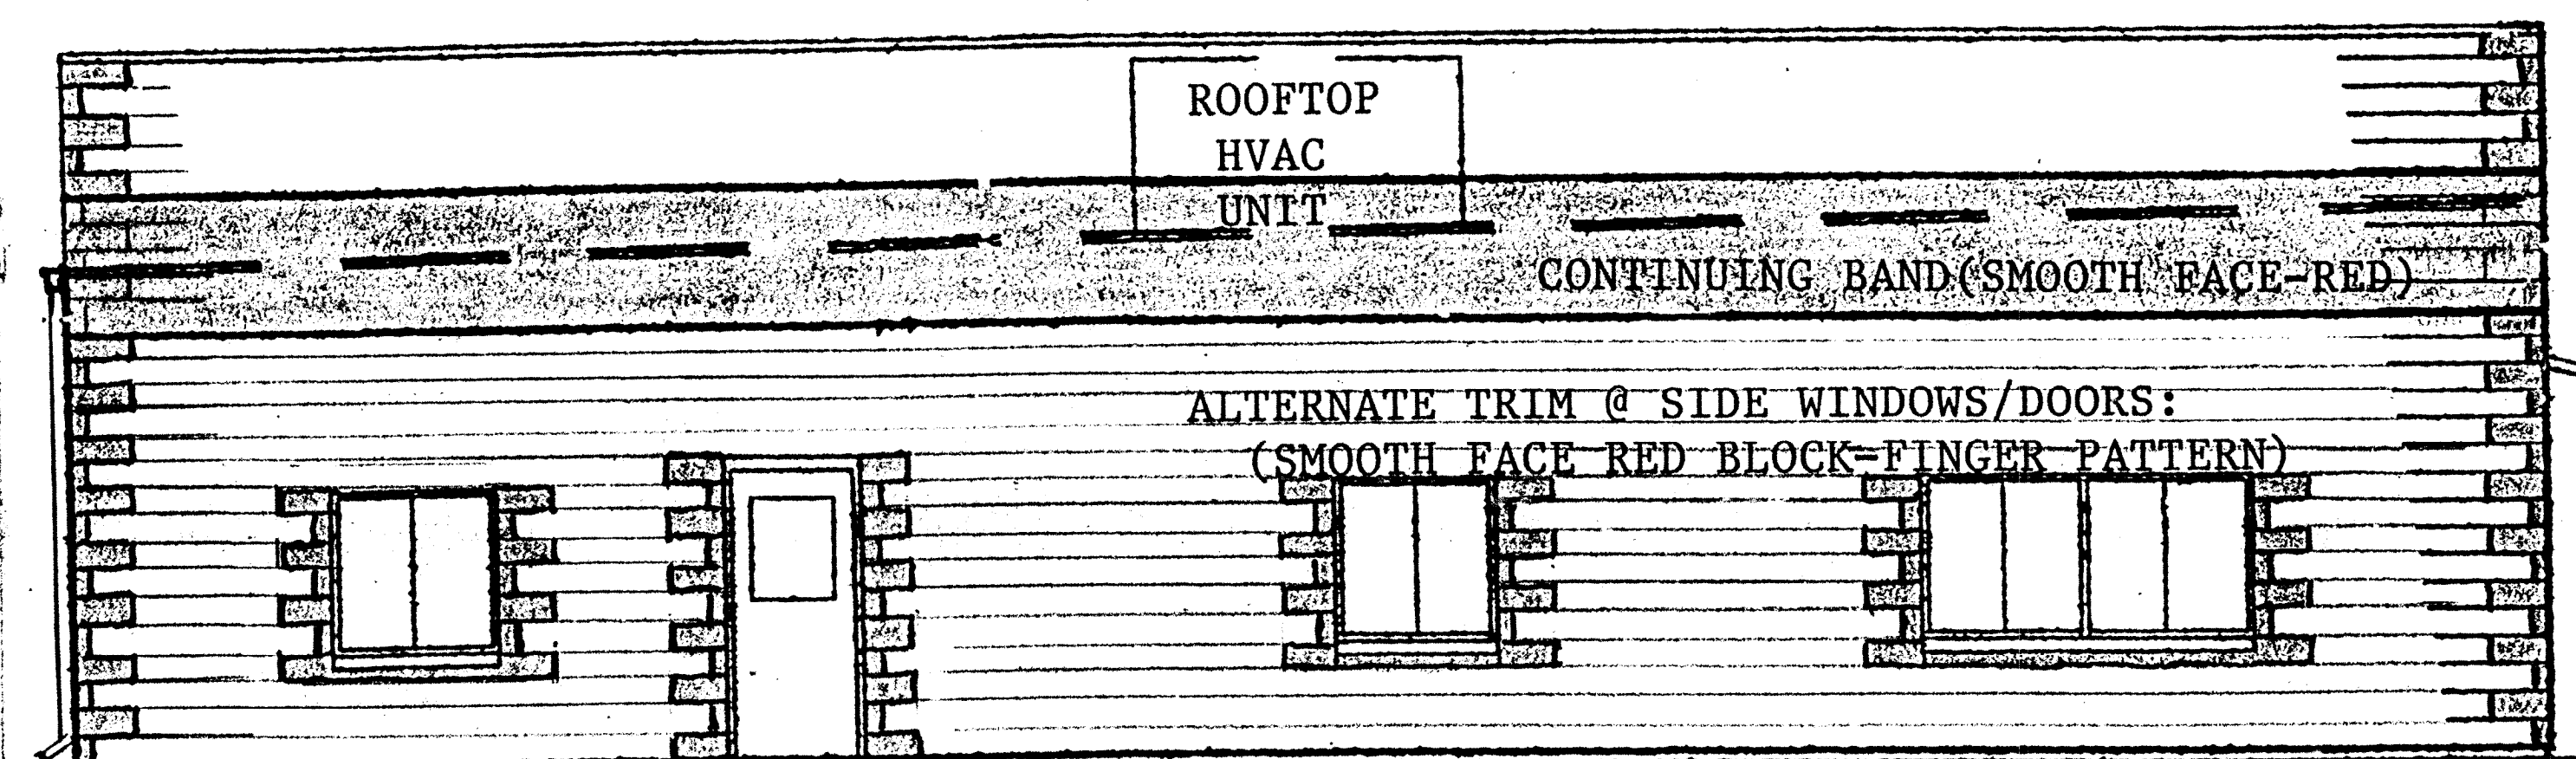 ROOFTOP
HVAC
UNIT
CONTINUING BAND(SMOOTH FACE-RED)
ALTERNATE TRIM @ SIDE WINDOWS/DOORS:
(SMOOTH FACE RED BLOCK-FINGER PATTERN)